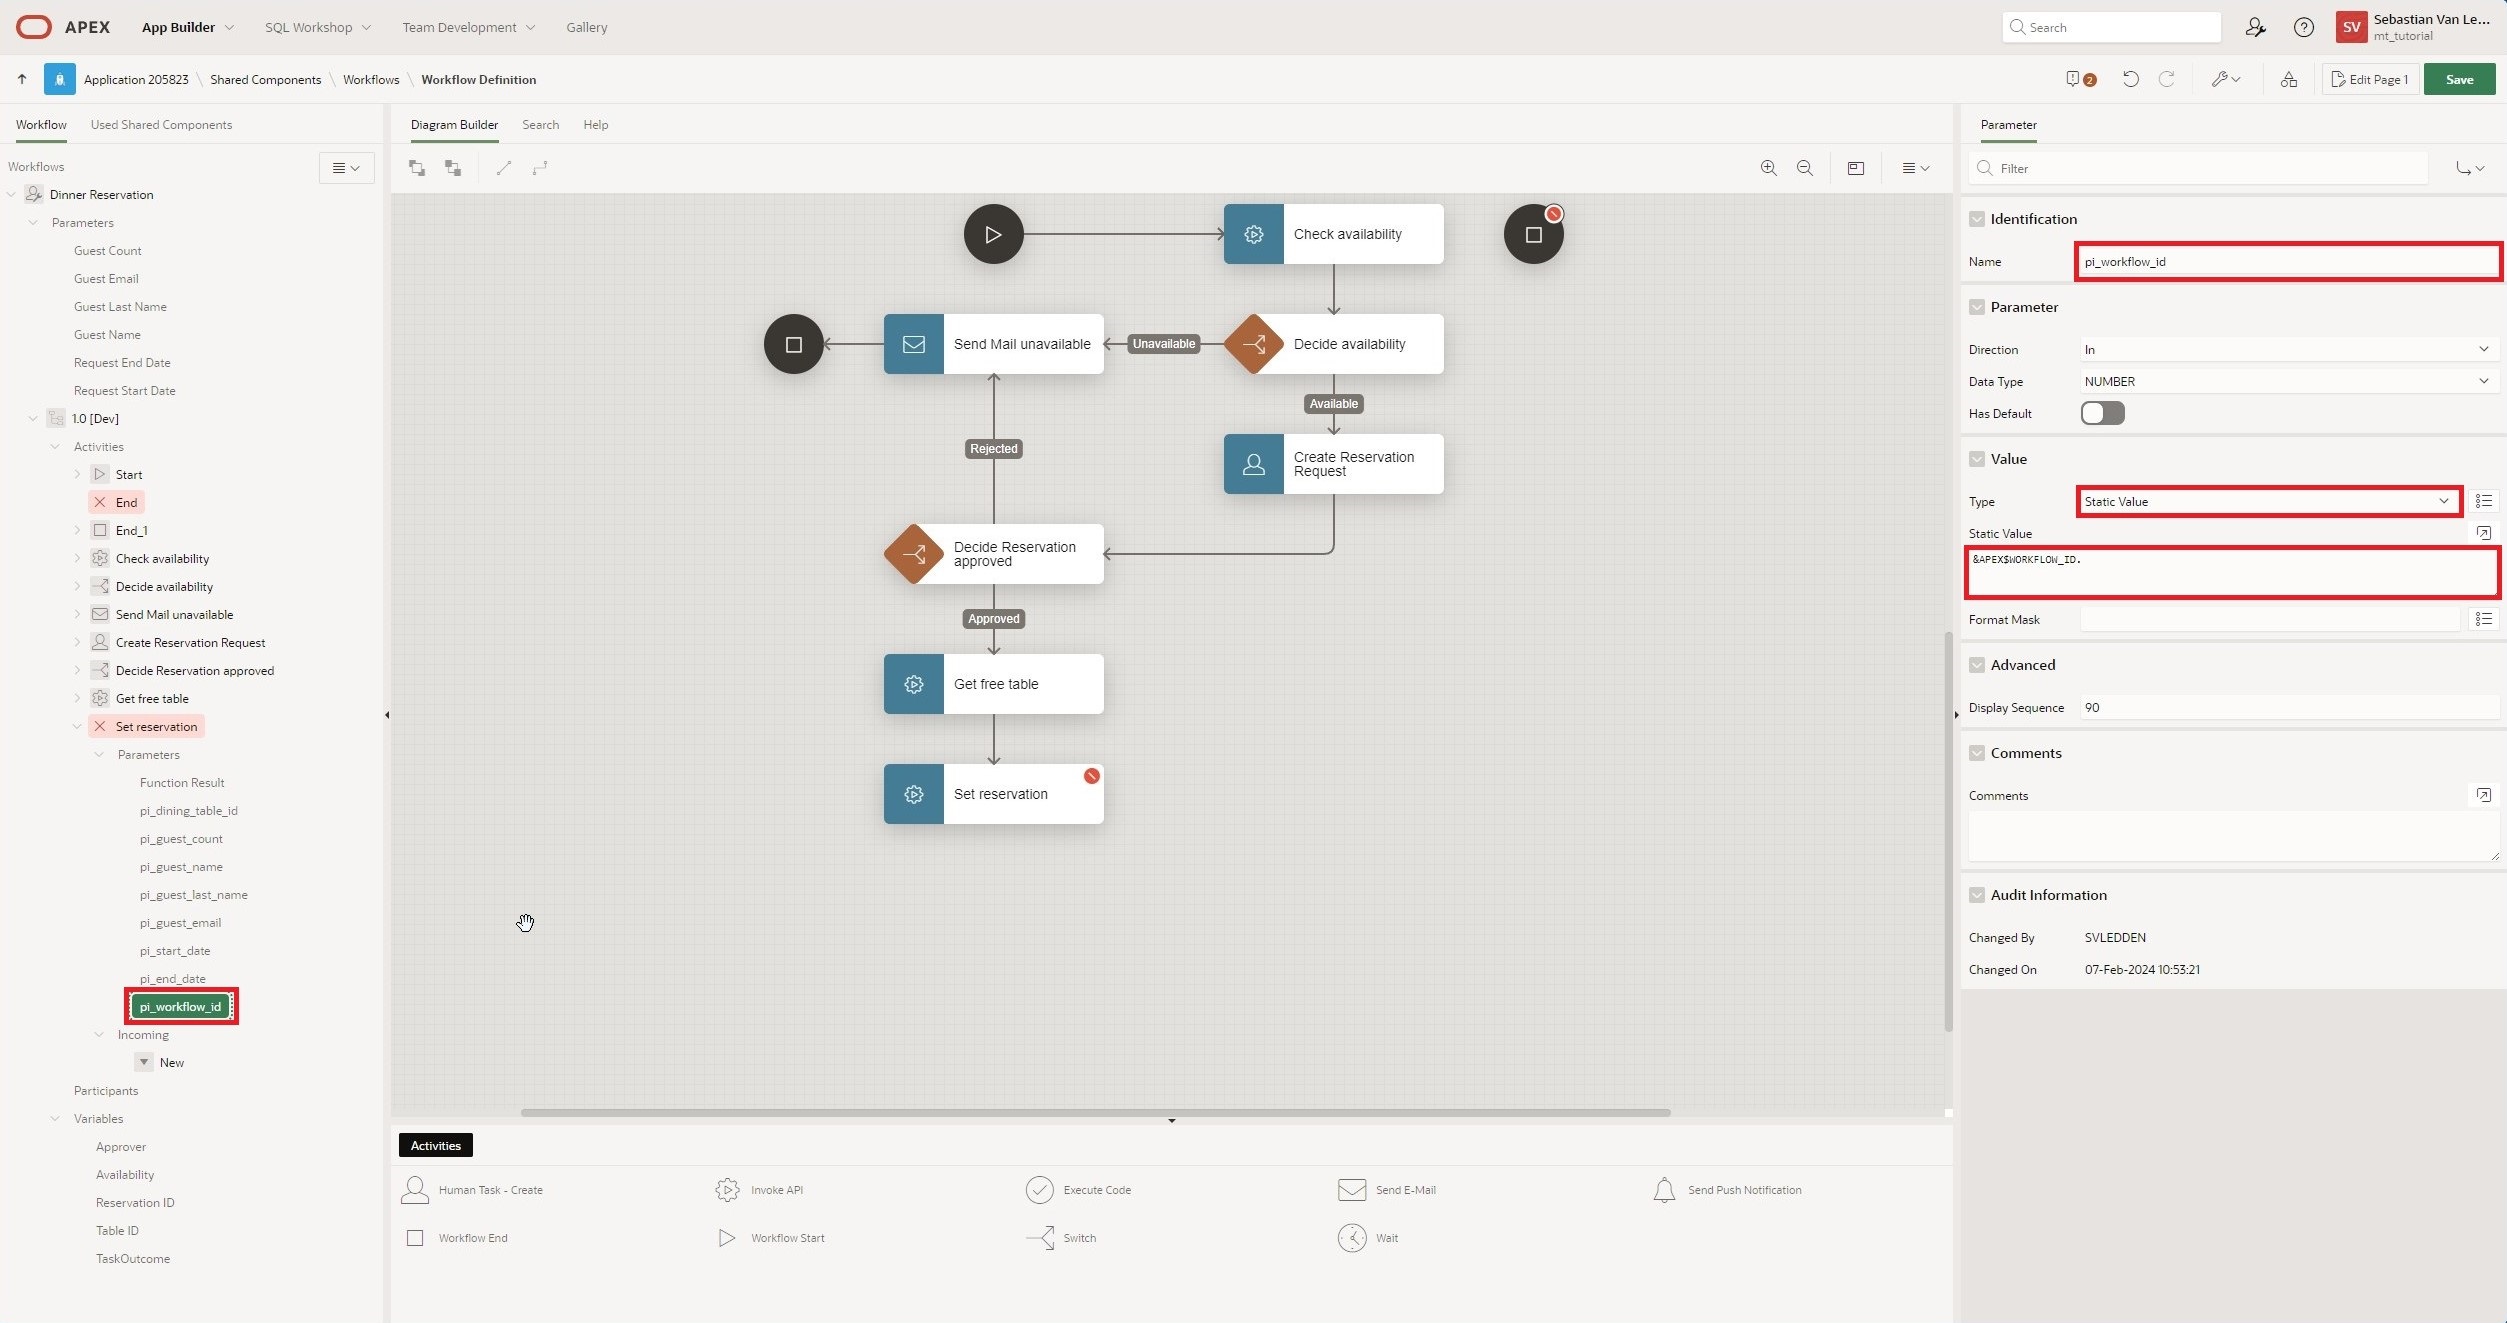 APEX
App Builder
SQL Workshop
Team Development
Gallery
Search
SV
Sebastian Van Le...
mt_tutorial
Application 205823
Shared Components
Workflows
Workflow Definition
2
Edit Page 1
Save
Workflow
Used Shared Components
Workflows
Dinner Reservation
Parameters
Guest Count
Guest Email
Guest Last Name
Guest Name
Request End Date
Request Start Date
1.0 [Dev]
Activities
Start
End
End_1
Check availability
Decide availability
Send Mail unavailable
Create Reservation Request
Decide Reservation approved
Get free table
Set reservation
Parameters
Function Result
pi_dining_table_id
pi_guest_count
pi_guest_name
pi_guest_last_name
pi_guest_email
pi_start_date
pi_end_date
pi_workflow_id
Incoming
New
Participants
Variables
Approver
Availability
Reservation ID
Table ID
TaskOutcome
Diagram Builder
Search
Help
Check availability
Send Mail unavailable
Unavailable
Decide availability
Available
Rejected
Create Reservation
Request
Decide Reservation
approved
Approved
Get free table
Set reservation
Activities
Human Task - Create
Invoke API
Execute Code
Send E-Mail
Send Push Notification
Workflow End
Workflow Start
Switch
Wait
Parameter
Filter
Identification
Name
pi_workflow_id
Parameter
Direction
In
Data Type
NUMBER
Has Default
Value
Type
Static Value
Static Value
&APEX$WORKFLOW_ID.
Format Mask
Advanced
Display Sequence
90
Comments
Comments
Audit Information
Changed By
SVLEDDEN
Changed On
07-Feb-2024 10:53:21